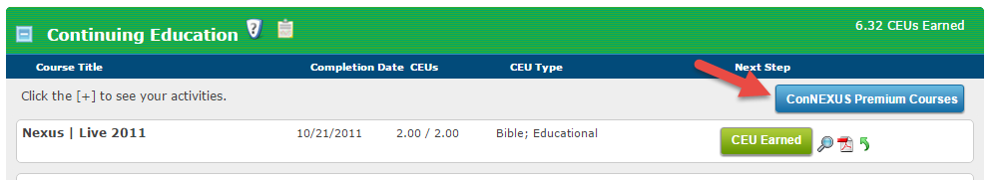 Continuing Education
6.32 CEUs Earned
Course Title Completion Date CEUs CEU Type Next Step
Click the [+] to see your activities.
ConNEXUS Premium Courses
Nexus | Live 2011 10/21/2011 2.00 / 2.00 Bible; Educational CEU Earned